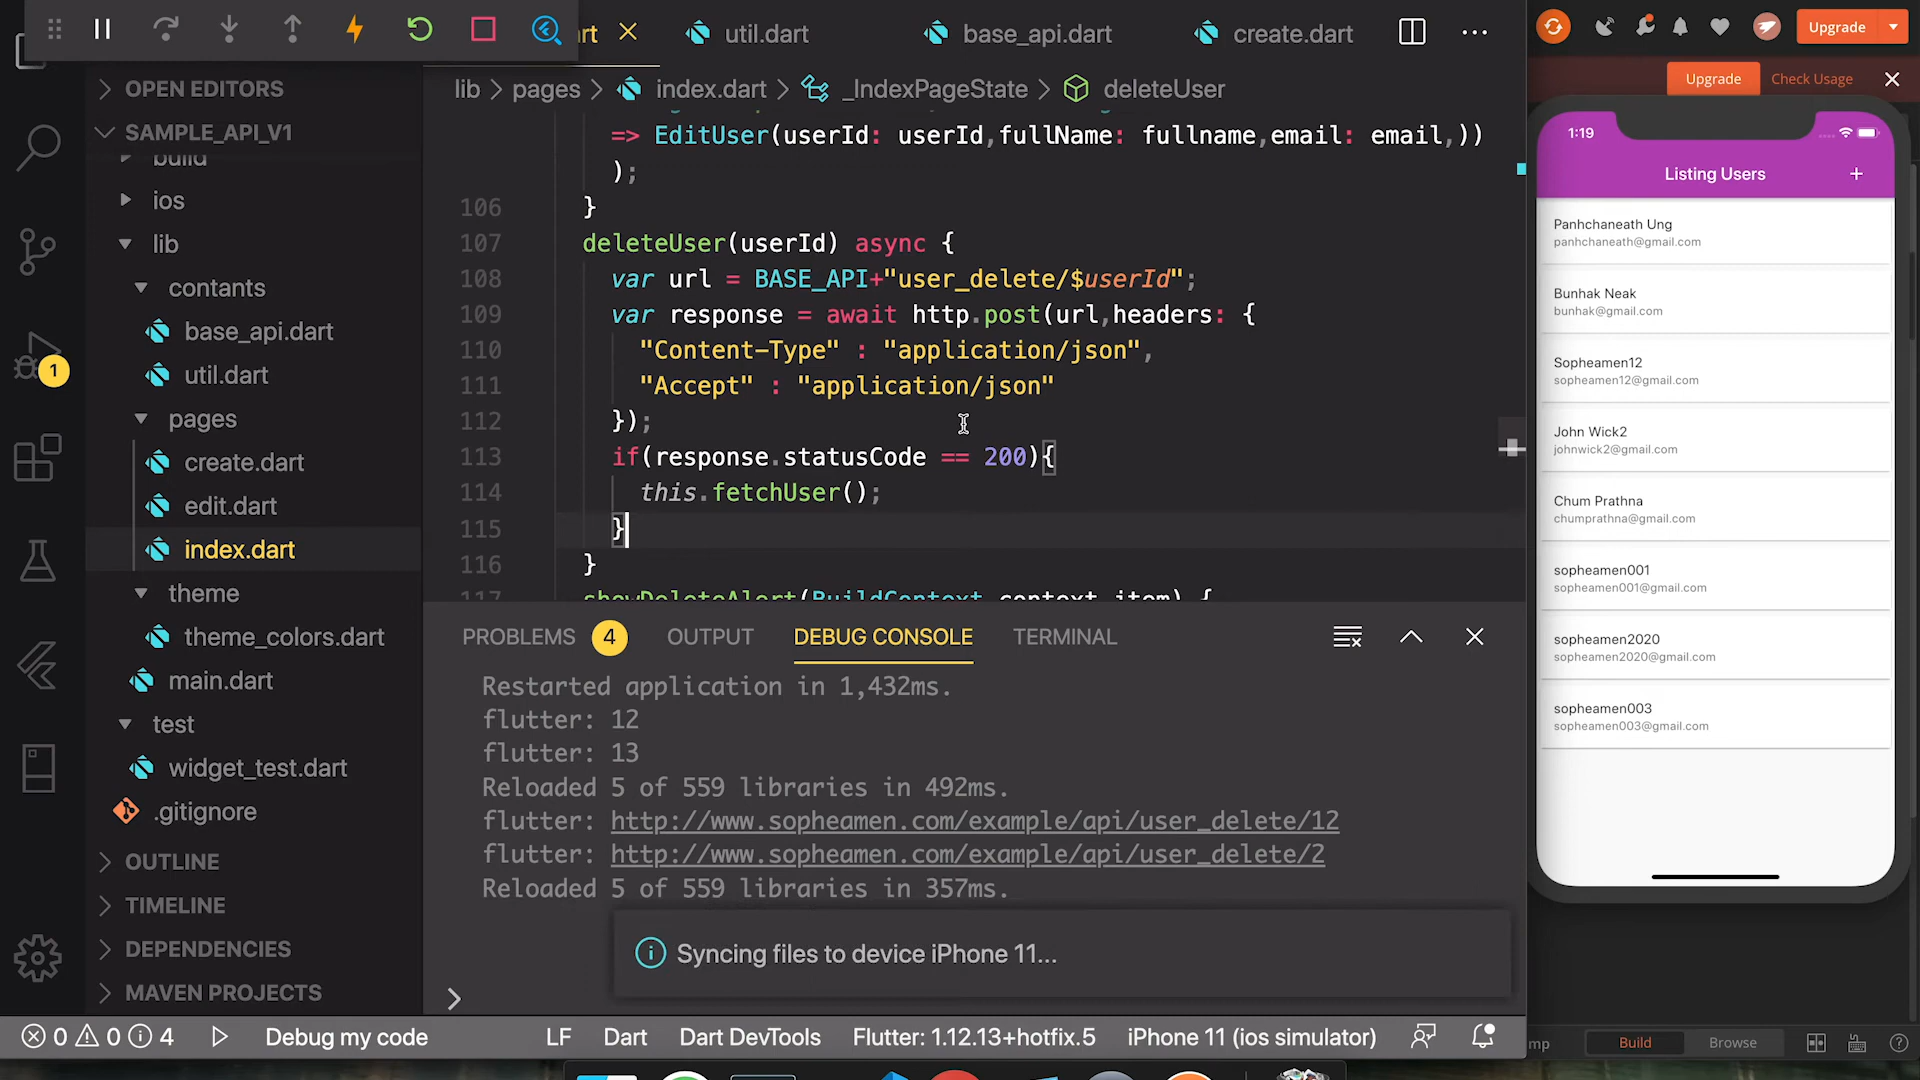 rt
util.dart
base_api.dart
create.dart
Upgrade
OPEN EDITORS
lib
pages
index.dart
_IndexPageState
deleteUser
Upgrade
Check Usage
SAMPLE_API_V1
build
ios
lib
contants
base_api.dart
util.dart
pages
create.dart
edit.dart
index.dart
theme
theme_colors.dart
main.dart
test
widget_test.dart
.gitignore
OUTLINE
TIMELINE
DEPENDENCIES
MAVEN PROJECTS
1
=> EditUser(userId: userId,fullName: fullname,email: email,))
);
106 }
107 deleteUser(userId) async {
108 var url = BASE_API+"user_delete/$userId";
109 var response = await http.post(url,headers: {
110 "Content-Type" : "application/json",
111 "Accept" : "application/json"
112 });
113 if(response.statusCode == 200){
114 this.fetchUser();
115 }
116 }
117 showDeleteAlert(BuildContext context,item) {
PROBLEMS 4 OUTPUT DEBUG CONSOLE TERMINAL
Restarted application in 1,432ms.
flutter: 12
flutter: 13
Reloaded 5 of 559 libraries in 492ms.
flutter: http://www.sopheamen.com/example/api/user_delete/12
flutter: http://www.sopheamen.com/example/api/user_delete/2
Reloaded 5 of 559 libraries in 357ms.
Syncing files to device iPhone 11...
0 0 4 Debug my code LF Dart Dart DevTools Flutter: 1.12.13+hotfix.5 iPhone 11 (ios simulator)
1:19
Listing Users +
Panhchaneath Ung
panhchaneath@gmail.com
Bunhak Neak
bunhak@gmail.com
Sopheamen12
sopheamen12@gmail.com
John Wick2
johnwick2@gmail.com
Chum Prathna
chumprathna@gmail.com
sopheamen001
sopheamen001@gmail.com
sopheamen2020
sopheamen2020@gmail.com
sopheamen003
sopheamen003@gmail.com
mp
Build
Browse